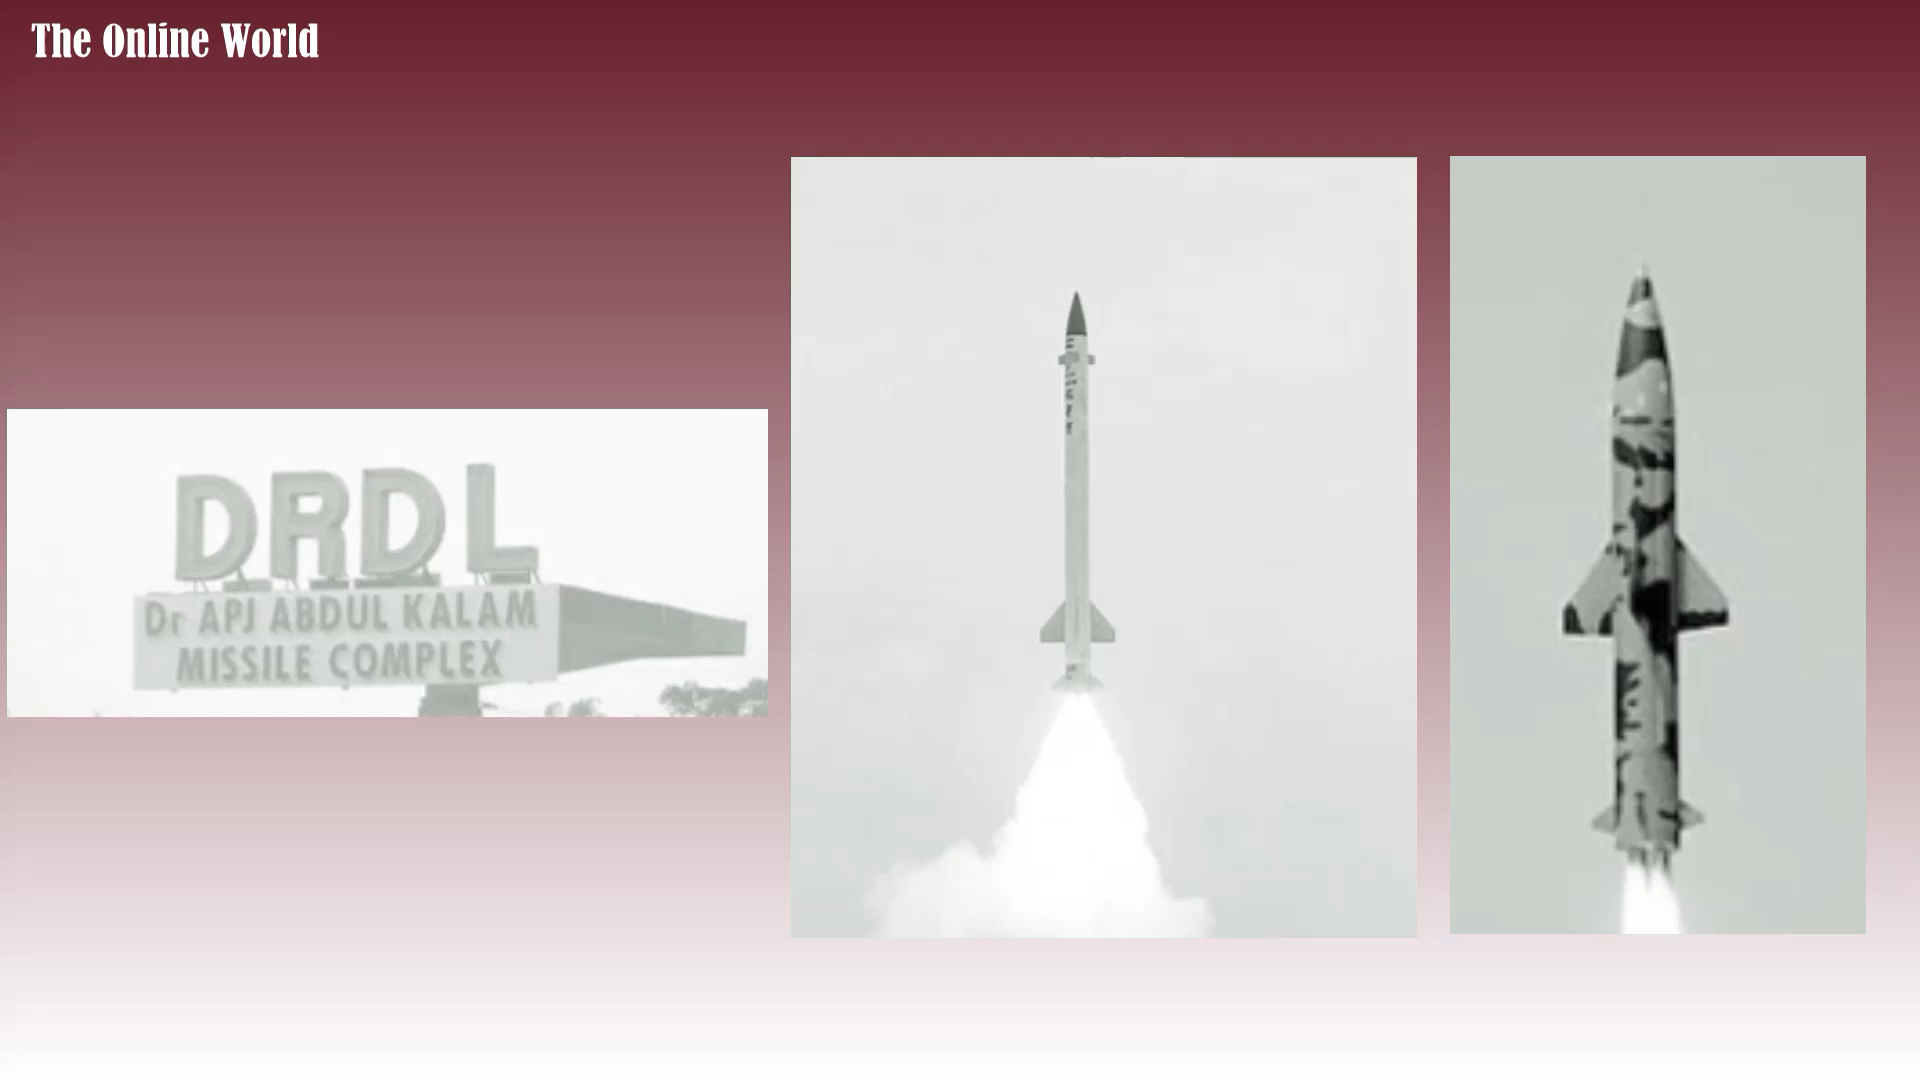 The Online World
DRDL
Dr APJ ABDUL KALAM
MISSILE COMPLEX